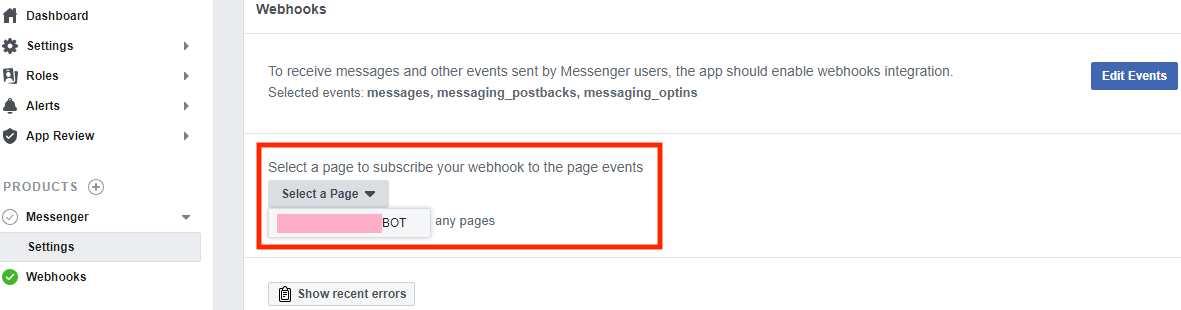 Dashboard
Settings
Roles
Alerts
App Review
PRODUCTS
Messenger
Settings
Webhooks
Webhooks
To receive messages and other events sent by Messenger users, the app should enable webhooks integration.
Selected events: messages, messaging_postbacks, messaging_optins
Edit Events
Select a page to subscribe your webhook to the page events
Select a Page
BOT
any pages
Show recent errors